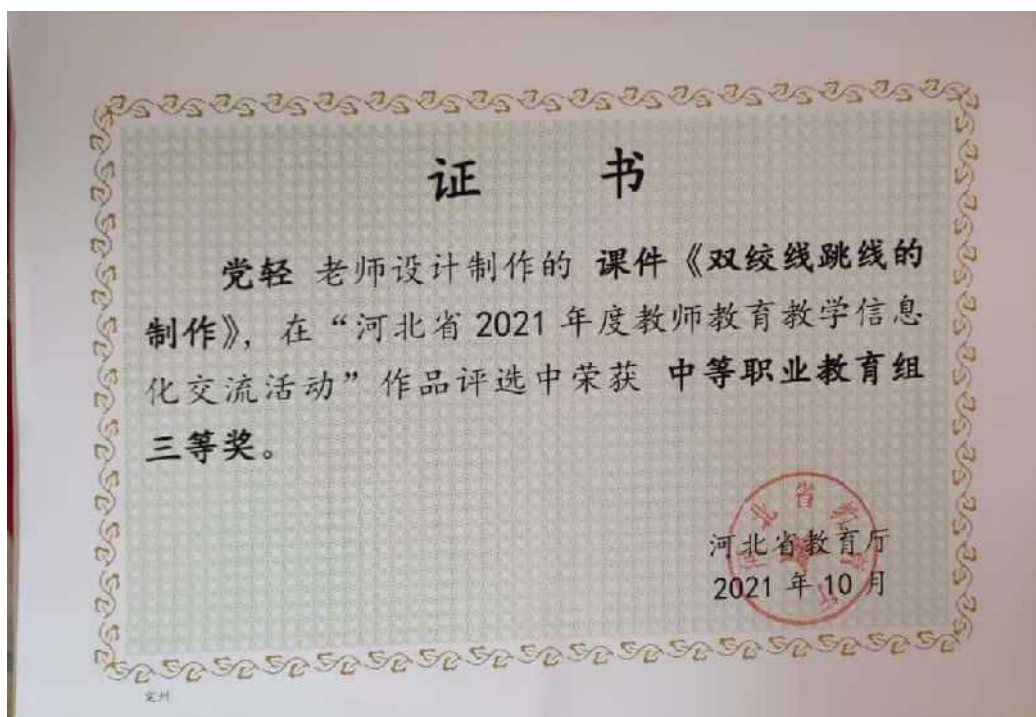 证 书
党轻 老师设计制作的 课件《双绞线跳线的
制作》，在“河北省 2021 年度教师教育教学信息
化交流活动”作品评选中荣获 中等职业教育组
三等奖。
河北省教育厅
2021 年 10 月
定州